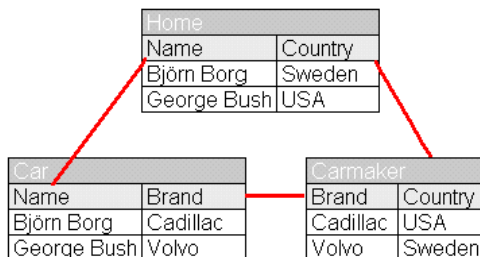 Home
Name Country
Björn Borg Sweden
George Bush USA
Car
Name Brand
Björn Borg Cadillac
George Bush Volvo
Carmaker
Brand Country
Cadillac USA
Volvo Sweden